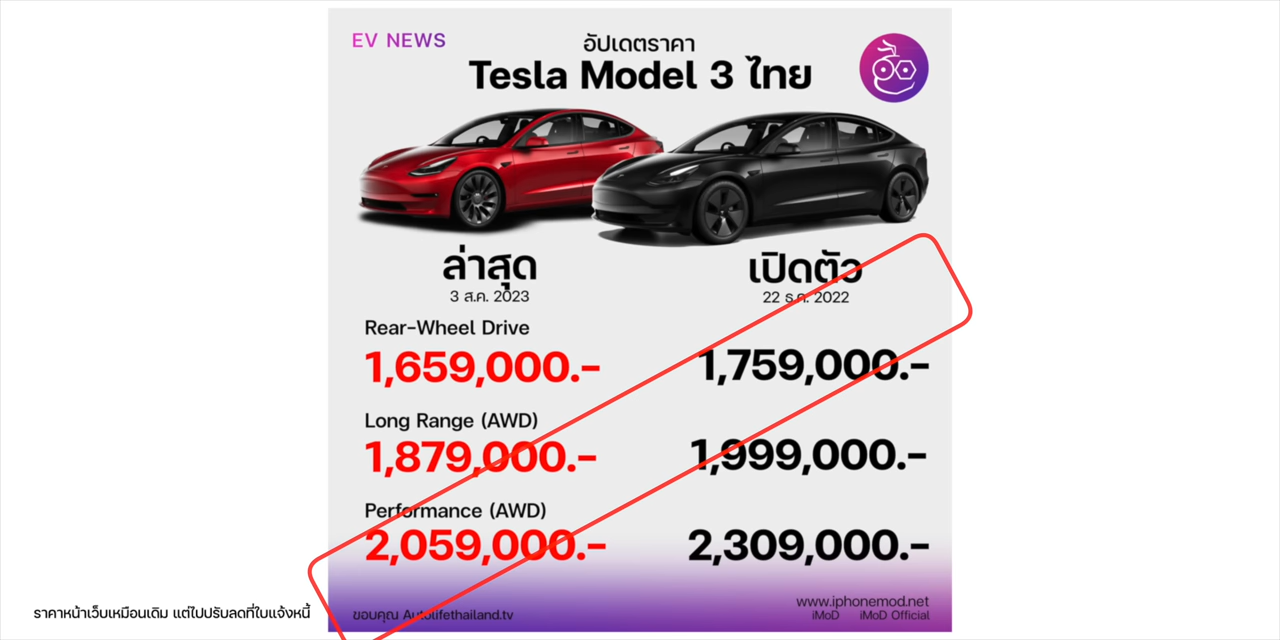 EV NEWS
อัปเดตราคา
Tesla Model 3 ไทย
ล่าสุด
3 ส.ค. 2023
เปิดตัว
22 ธ.ค. 2022
Rear-Wheel Drive
1,659,000.- 1,759,000.-
Long Range (AWD)
1,879,000.- 1,999,000.-
Performance (AWD)
2,059,000.- 2,309,000.-
www.iphonemod.net
ราคาหน้าเว็บเหมือนเดิม แต่ไปปรับลดที่ใบแจ้งหนี้
ขอบคุณ Autolifethailand.tv
iMoD iMoD Official